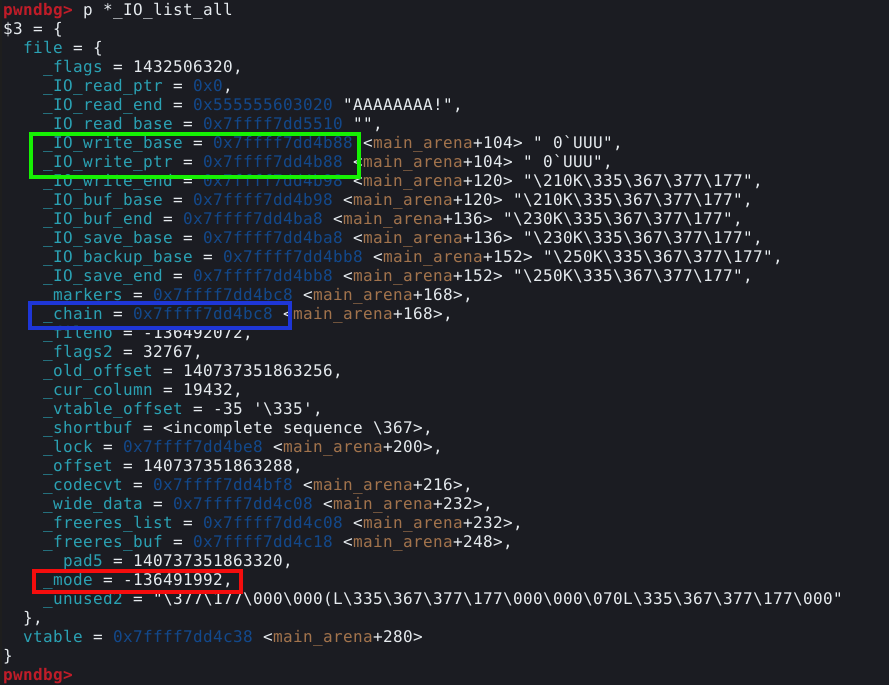 pwndbg> p *_IO_list_all
$3 = {
  file = {
    _flags = 1432506320,
    _IO_read_ptr = 0x0,
    _IO_read_end = 0x555555603020 "AAAAAAAA!",
    _IO_read_base = 0x7ffff7dd5510 "",
    _IO_write_base = 0x7ffff7dd4b88 <main_arena+104> " 0`UUU",
    _IO_write_ptr = 0x7ffff7dd4b88 <main_arena+104> " 0`UUU",
    _IO_write_end = 0x7ffff7dd4b98 <main_arena+120> "\210K\335\367\377\177",
    _IO_buf_base = 0x7ffff7dd4b98 <main_arena+120> "\210K\335\367\377\177",
    _IO_buf_end = 0x7ffff7dd4ba8 <main_arena+136> "\230K\335\367\377\177",
    _IO_save_base = 0x7ffff7dd4ba8 <main_arena+136> "\230K\335\367\377\177",
    _IO_backup_base = 0x7ffff7dd4bb8 <main_arena+152> "\250K\335\367\377\177",
    _IO_save_end = 0x7ffff7dd4bb8 <main_arena+152> "\250K\335\367\377\177",
    _markers = 0x7ffff7dd4bc8 <main_arena+168>,
    _chain = 0x7ffff7dd4bc8 <main_arena+168>,
    _fileno = -136492072,
    _flags2 = 32767,
    _old_offset = 140737351863256,
    _cur_column = 19432,
    _vtable_offset = -35 '\335',
    _shortbuf = <incomplete sequence \367>,
    _lock = 0x7ffff7dd4be8 <main_arena+200>,
    _offset = 140737351863288,
    _codecvt = 0x7ffff7dd4bf8 <main_arena+216>,
    _wide_data = 0x7ffff7dd4c08 <main_arena+232>,
    _freeres_list = 0x7ffff7dd4c08 <main_arena+232>,
    _freeres_buf = 0x7ffff7dd4c18 <main_arena+248>,
    __pad5 = 140737351863320,
    _mode = -136491992,
    _unused2 = "\377\177\000\000(L\335\367\377\177\000\000\070L\335\367\377\177\000"
  },
  vtable = 0x7ffff7dd4c38 <main_arena+280>
}
pwndbg>